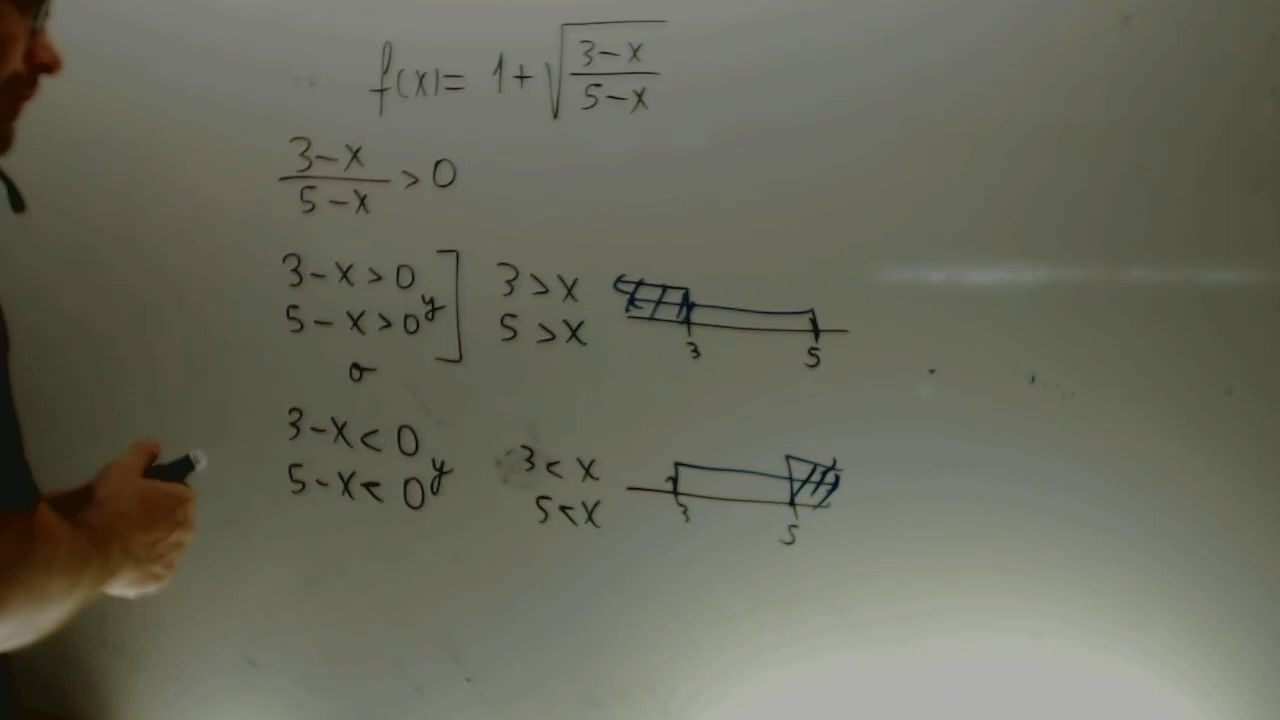 f(x)= 1+√((3-x)/(5-x))
(3-x)/(5-x) > 0
3-x>0 3>x
5-x>0 y 5>x
3 5
o
3-x<0 3<x
5-x<0 y 5<x
3 5